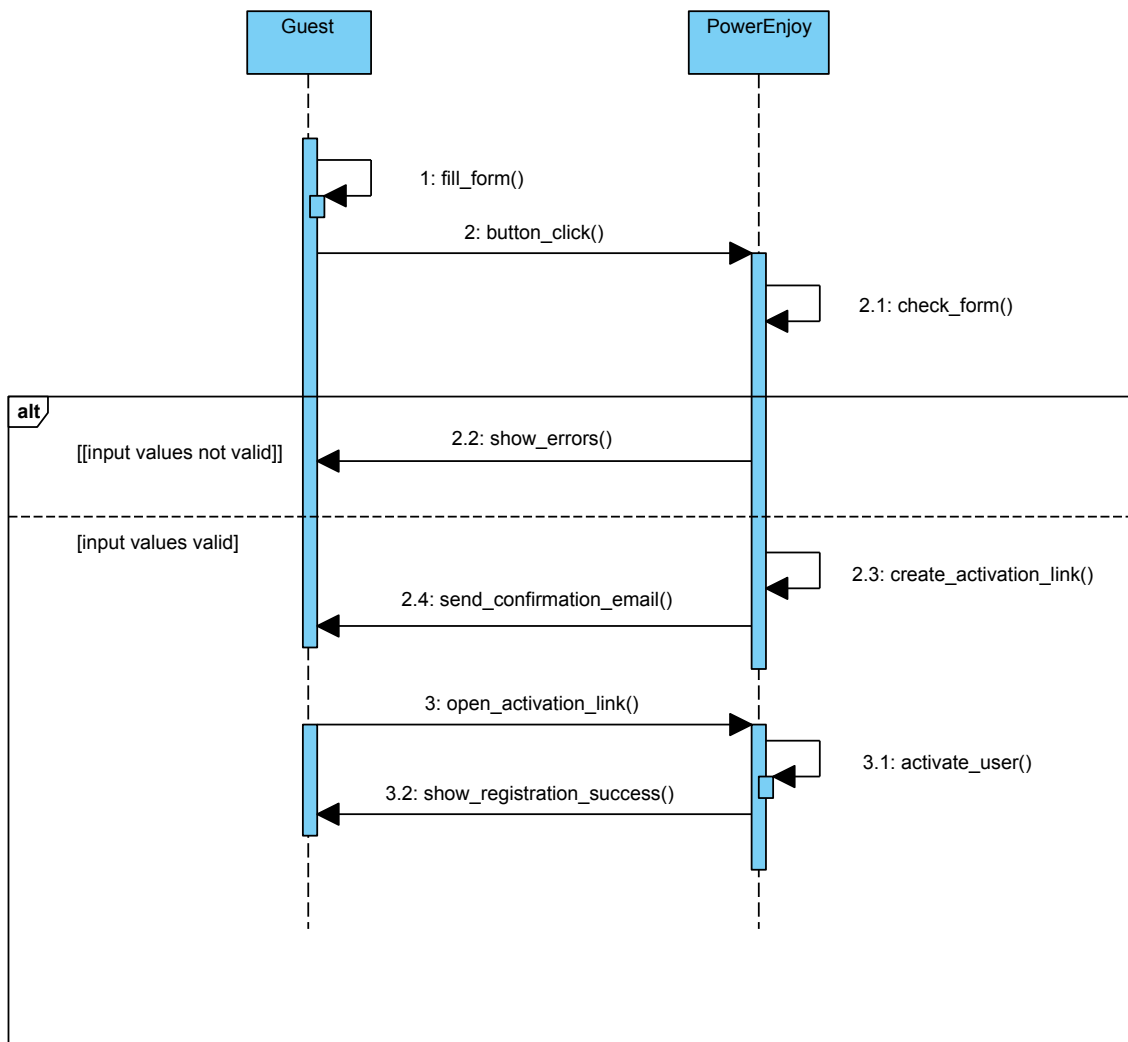 Guest
PowerEnjoy
1: fill_form()
2: button_click()
2.1: check_form()
alt
2.2: show_errors()
[[input values not valid]]
[input values valid]
2.3: create_activation_link()
2.4: send_confirmation_email()
3: open_activation_link()
3.1: activate_user()
3.2: show_registration_success()